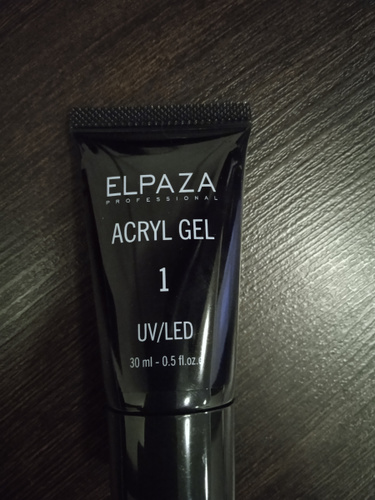 ELPAZA
PROFESSIONAL
ACRYL GEL
1
UV/LED
30 ml - 0.5 fl.oz.